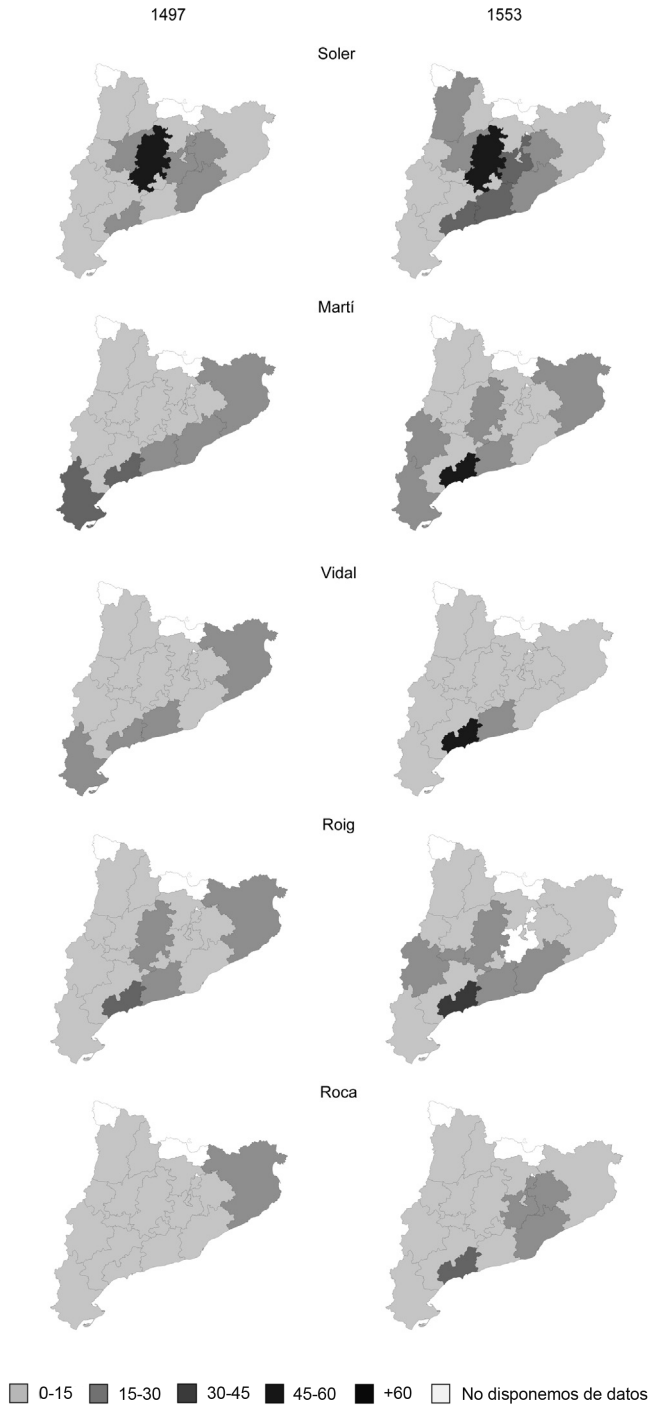 1497 1553
Soler
Martí
Vidal
Roig
Roca
0-15 15-30 30-45 45-60 +60 No disponemos de datos